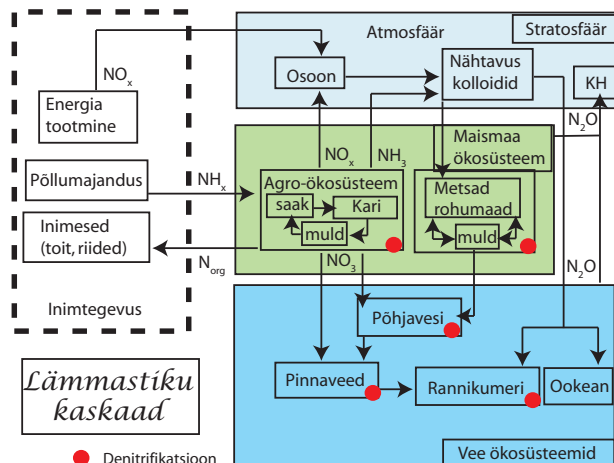 Atmosfäär
Stratosfäär
NOx
Osoon
Nähtavus
kolloidid
KH
Energia
tootmine
N2O
NOx
NH3
Maismaa
ökosüsteem
Põllumajandus
NHx
Agro-ökosüsteem
saak
Kari
muld
Metsad
rohumaad
muld
Inimesed
(toit, riided)
Norg
NO3
N2O
Inimtegevus
Põhjavesi
Lämmastiku
kaskaad
Pinnaveed
Rannikumeri
Ookean
Denitrifikatsioon
Vee ökosüsteemid